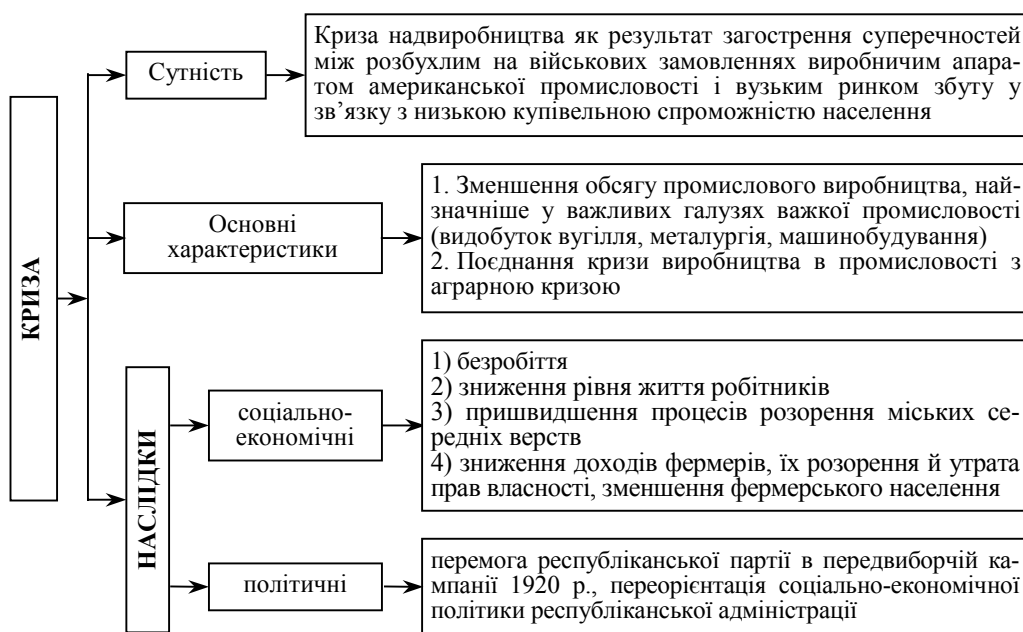 КРИЗА
Сутність
Криза надвиробництва як результат загострення суперечностей
між розбухлим на військових замовленнях виробничим апара-
том американської промисловості і вузьким ринком збуту у
зв’язку з низькою купівельною спроможністю населення
Основні
характеристики
1. Зменшення обсягу промислового виробництва, най-
значніше у важливих галузях важкої промисловості
(видобуток вугілля, металургія, машинобудування)
2. Поєднання кризи виробництва в промисловості з
аграрною кризою
НАСЛІДКИ
соціально-
економічні
1) безробіття
2) зниження рівня життя робітників
3) пришвидшення процесів розорення міських се-
редніх верств
4) зниження доходів фермерів, їх розорення й утрата
прав власності, зменшення фермерського населення
політичні
перемога республіканської партії в передвиборчій ка-
мпанії 1920 р., переорієнтація соціально-економічної
політики республіканської адміністрації